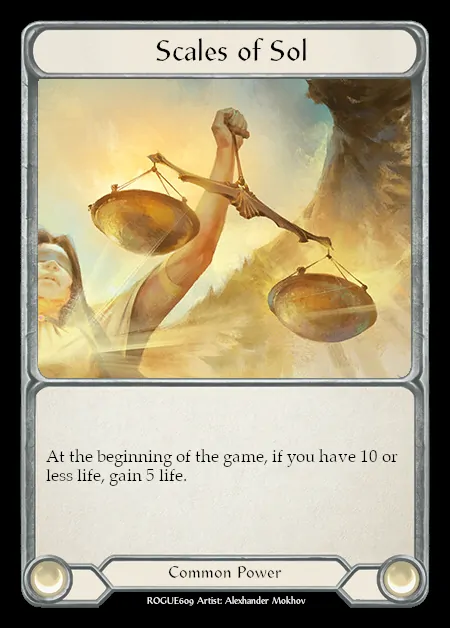 Scales of Sol
At the beginning of the game, if you have 10 or
less life, gain 5 life.
Common Power
ROGUE609 Artist: Alexhander Mokhov